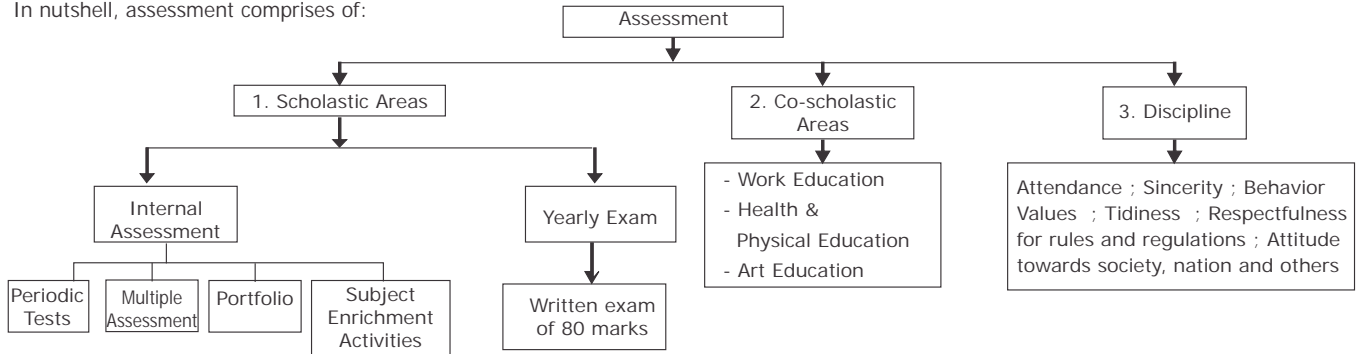 In nutshell, assessment comprises of:
Assessment
1. Scholastic Areas
2. Co-scholastic
Areas
3. Discipline
Internal
Assessment
Yearly Exam
- Work Education
- Health &
Physical Education
- Art Education
Attendance ; Sincerity ; Behavior
Values ; Tidiness ; Respectfulness
for rules and regulations ; Attitude
towards society, nation and others
Periodic
Tests
Multiple
Assessment
Portfolio
Subject
Enrichment
Activities
Written exam
of 80 marks